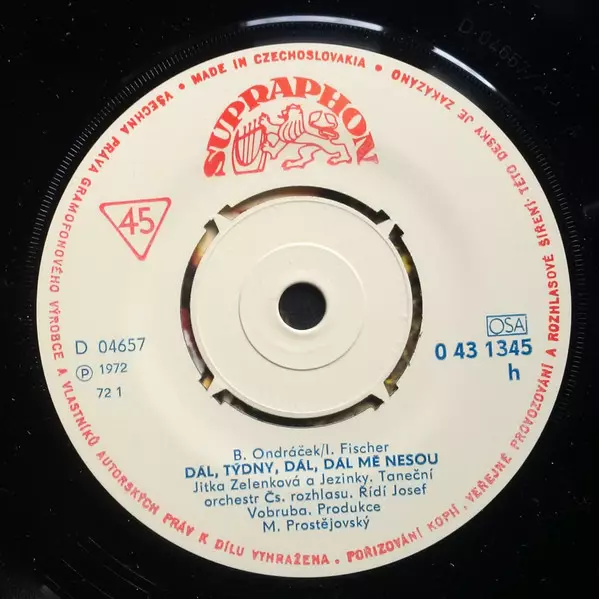 MADE IN CZECHOSLOVAKIA •
SUPRAPHON
45
D 04657
Ⓟ 1972
72 1
OSA
0 43 1345
h
B. Ondráček/I. Fischer
DÁL, TÝDNY, DÁL, DÁL MĚ NESOU
Jitka Zelenková a Jezinky. Taneční
orchestr Čs. rozhlasu. Řídí Josef
Vobruba. Produkce
M. Prostějovský
VŠECHNA PRÁVA GRAMOFONOVÉHO VÝROBCE A VLASTNÍKŮ AUTORSKÝCH PRÁV K DÍLU VYHRAŽENA. POŘIZOVÁNÍ KOPIÍ, VEŘEJNÉ PROVOZOVÁNÍ A ROZHLASOVÉ ŠÍŘENÍ TÉTO DESKY JE ZAKÁZÁNO •